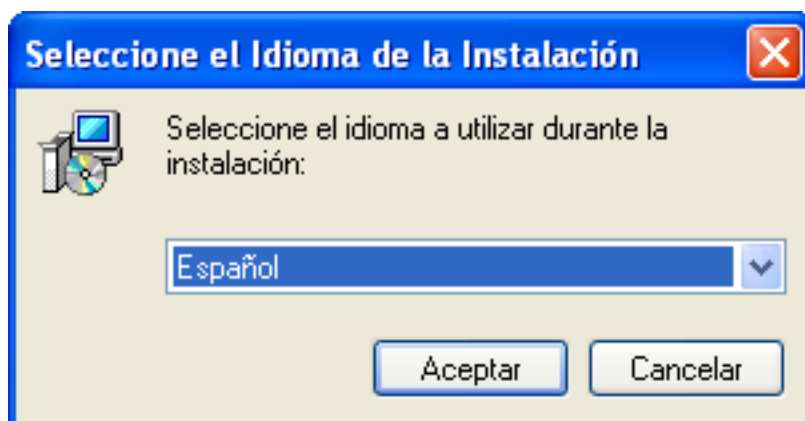 Seleccione el Idioma de la Instalación
Seleccione el idioma a utilizar durante la
instalación:
Español
Aceptar
Cancelar